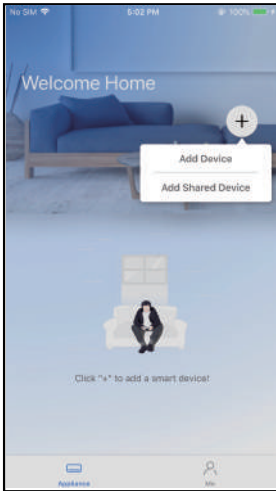 No SIM 5:02 PM 100%
Welcome Home
+
Add Device
Add Shared Device
Click "+" to add a smart device!
Appliance Me